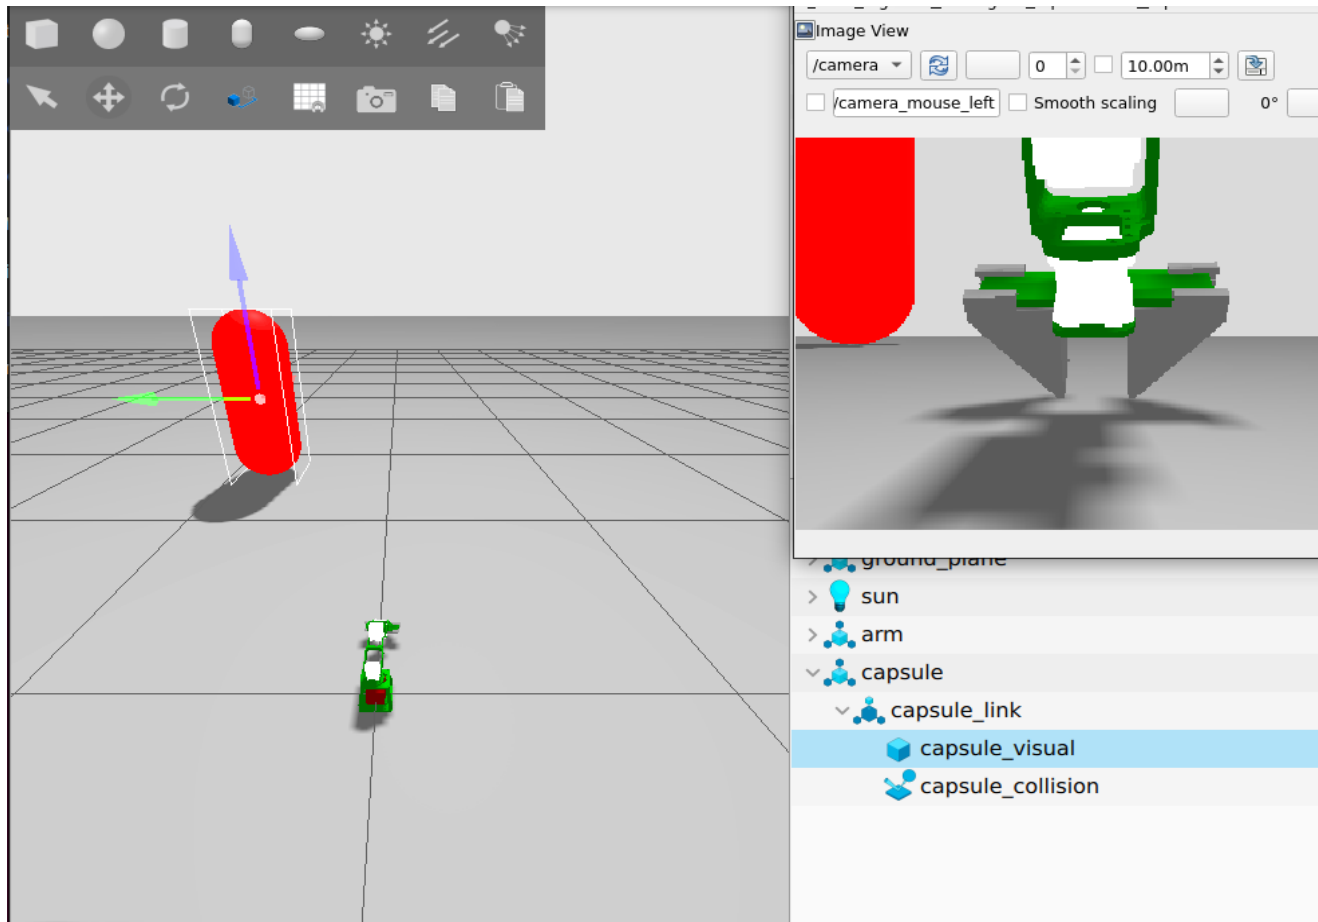 Image View
/camera 0 10.00m
/camera_mouse_left Smooth scaling 0°
ground_plane
sun
arm
capsule
capsule_link
capsule_visual
capsule_collision